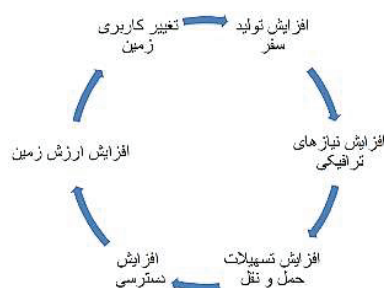 افزایش تولید
سفر
افزایش نیازهای
ترافیکی
افزایش تسهیلات
حمل و نقل
افزایش
دسترسی
افزایش ارزش زمین
تغییر کاربری
زمین